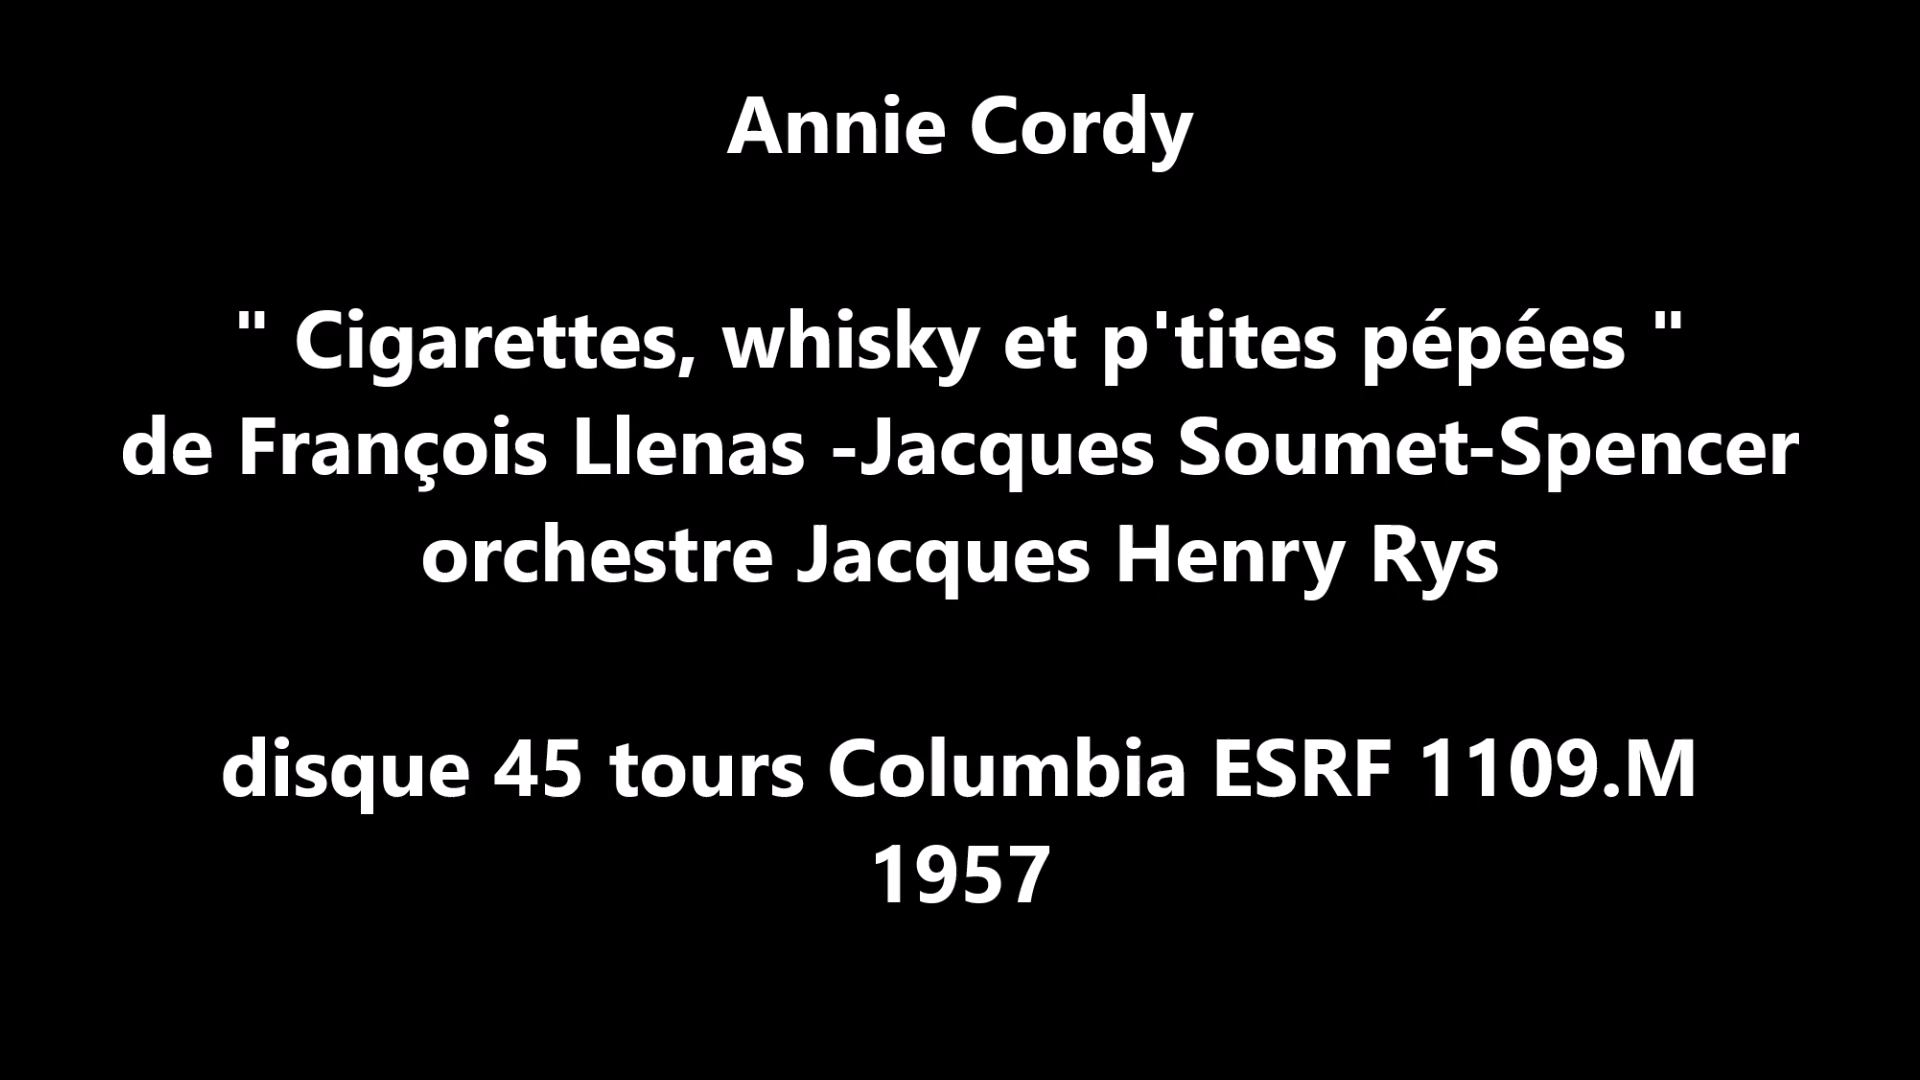 Annie Cordy
" Cigarettes, whisky et p'tites pépées "
de François Llenas -Jacques Soumet-Spencer
orchestre Jacques Henry Rys
disque 45 tours Columbia ESRF 1109.M
1957